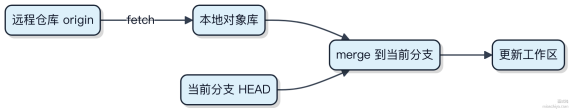 远程仓库 origin
fetch
本地对象库
merge 到当前分支
更新工作区
当前分支 HEAD